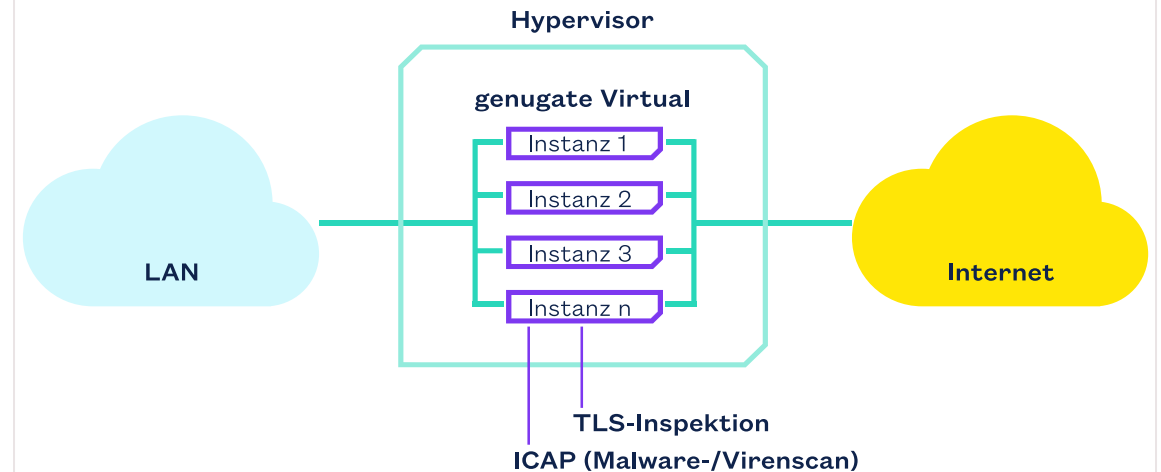 Hypervisor
genugate Virtual
Instanz 1
Instanz 2
Instanz 3
Instanz n
LAN
Internet
TLS-Inspektion
ICAP (Malware-/Virenscan)